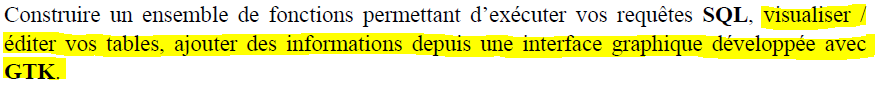 Construire un ensemble de fonctions permettant d’exécuter vos requêtes SQL, visualiser /
éditer vos tables, ajouter des informations depuis une interface graphique développée avec
GTK.